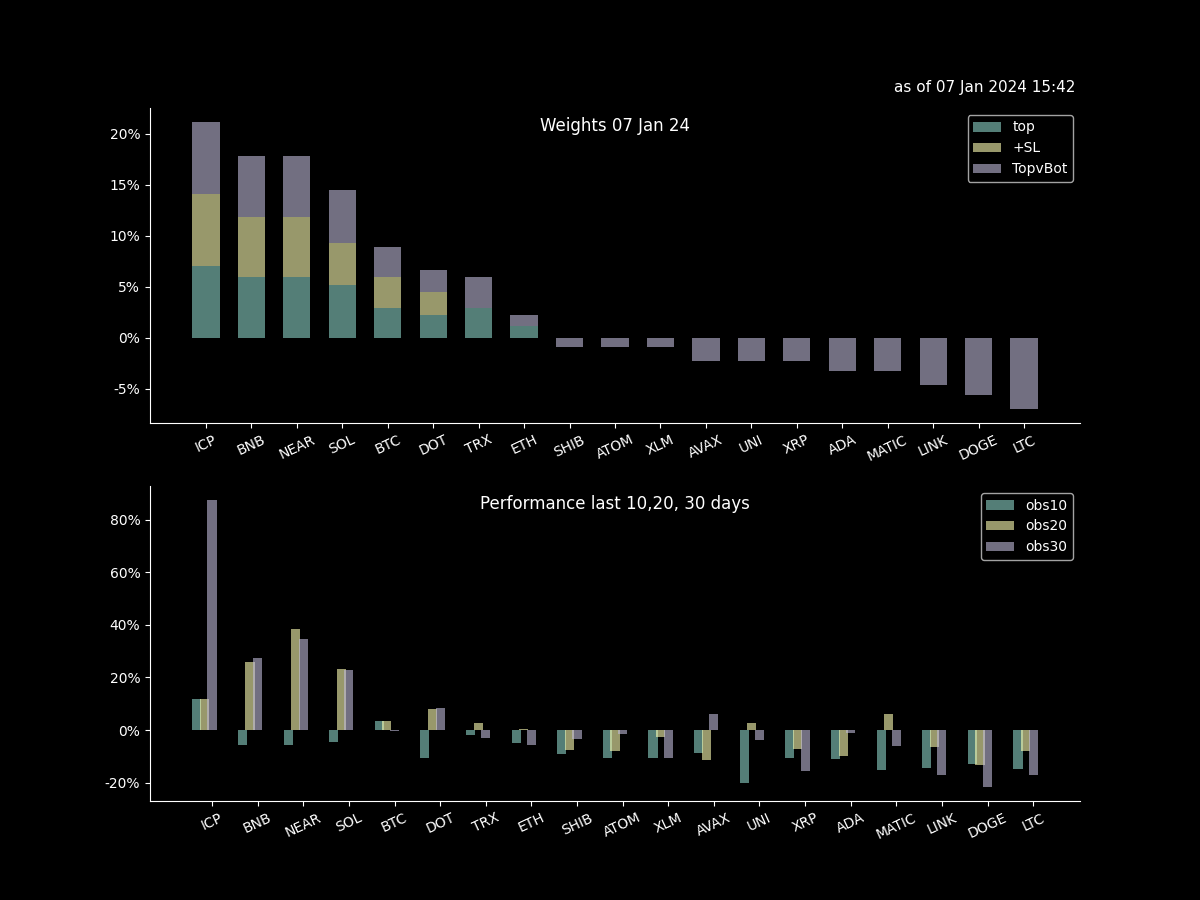 as of 07 Jan 2024 15:42
Weights 07 Jan 24
top
+SL
TopvBot
20%
15%
10%
5%
0%
-5%
ICP BNB NEAR SOL BTC DOT TRX ETH SHIB ATOM XLM AVAX UNI XRP ADA MATIC LINK DOGE LTC
Performance last 10,20, 30 days
obs10
obs20
obs30
80%
60%
40%
20%
0%
-20%
ICP BNB NEAR SOL BTC DOT TRX ETH SHIB ATOM XLM AVAX UNI XRP ADA MATIC LINK DOGE LTC